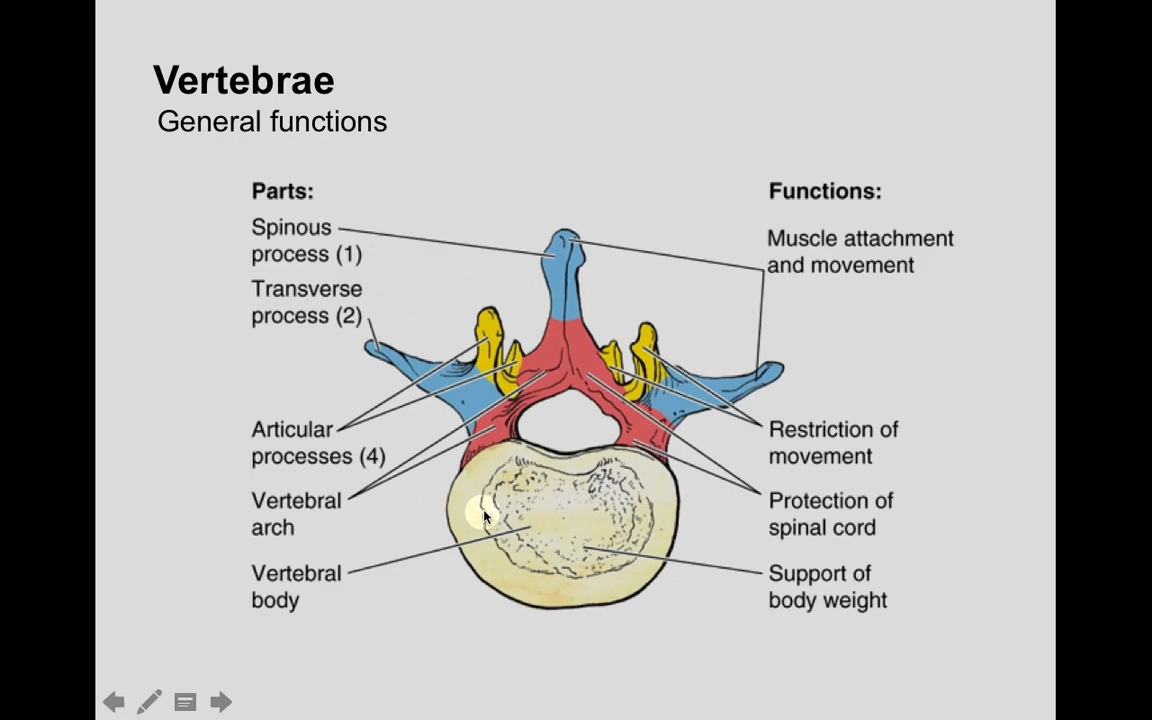 Vertebrae
General functions
Parts:
Spinous
process (1)
Transverse
process (2)
Articular
processes (4)
Vertebral
arch
Vertebral
body
Functions:
Muscle attachment
and movement
Restriction of
movement
Protection of
spinal cord
Support of
body weight